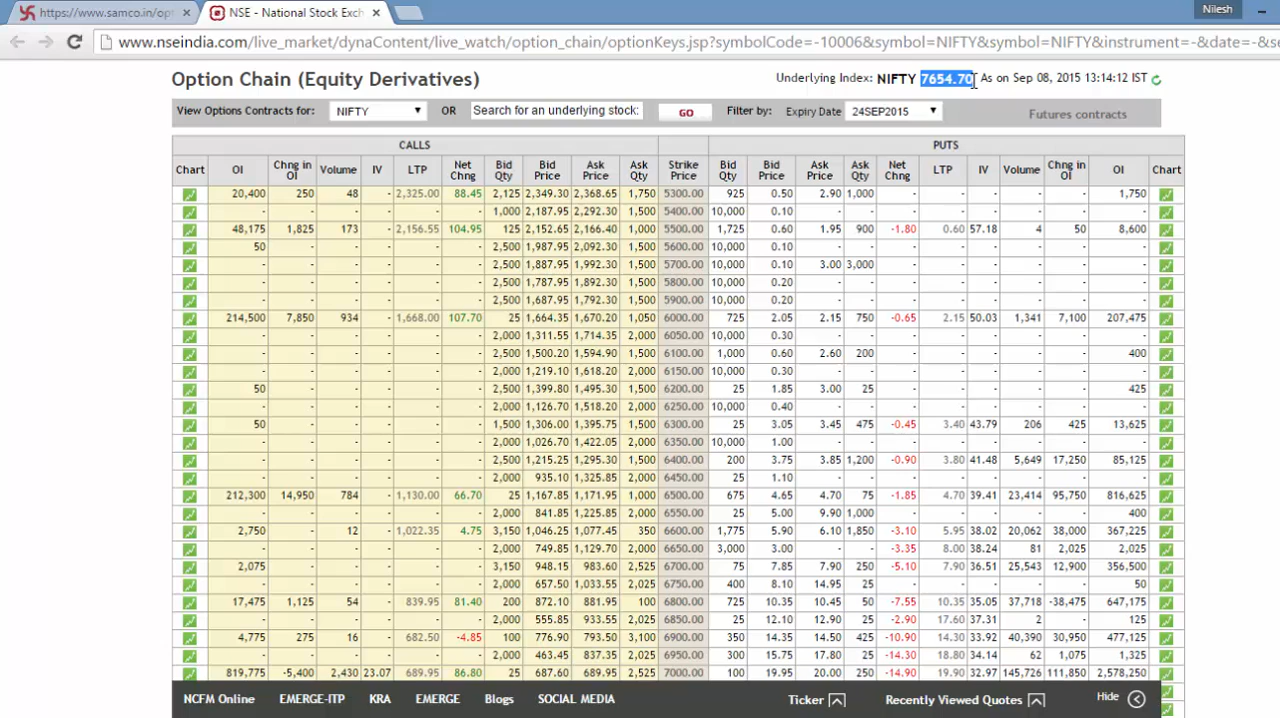 https://www.samco.in/opt
NSE - National Stock Exch
Nilesh
www.nseindia.com/live_market/dynaContent/live_watch/option_chain/optionKeys.jsp?symbolCode=-10006&symbol=NIFTY&symbol=NIFTY&instrument=-&date=-&se
Option Chain (Equity Derivatives)
Underlying Index: NIFTY 7654.70 As on Sep 08, 2015 13:14:12 IST
View Options Contracts for: NIFTY OR Search for an underlying stock: GO Filter by: Expiry Date 24SEP2015 Futures contracts
CALLS PUTS
Chart OI Chng in OI Volume IV LTP Net Chng Bid Qty Bid Price Ask Price Ask Qty Strike Price Bid Qty Bid Price Ask Price Ask Qty Net Chng LTP IV Volume Chng in OI OI Chart
20,400 250 48 - 2,325.00 88.45 2,125 2,349.30 2,368.65 1,750 5300.00 925 0.50 2.90 1,000 - - - - - 1,750
- - - - - - 1,000 2,187.95 2,292.30 1,500 5400.00 10,000 0.10 - - - - - - - -
48,175 1,825 173 - 2,156.55 104.95 125 2,152.65 2,166.40 1,000 5500.00 1,725 0.60 1.95 900 -1.80 0.60 57.18 4 50 8,600
50 - - - - - 2,500 1,987.95 2,092.30 1,500 5600.00 10,000 0.10 - - - - - - - -
- - - - - - 2,500 1,887.95 1,992.30 1,500 5700.00 10,000 0.10 3.00 3,000 - - - - - -
- - - - - - 2,500 1,787.95 1,892.30 1,500 5800.00 10,000 0.20 - - - - - - - -
- - - - - - 2,500 1,687.95 1,792.30 1,500 5900.00 10,000 0.20 - - - - - - - -
214,500 7,850 934 - 1,668.00 107.70 25 1,664.35 1,670.20 1,050 6000.00 725 2.05 2.15 750 -0.65 2.15 50.03 1,341 7,100 207,475
- - - - - - 2,000 1,311.55 1,714.35 2,000 6050.00 10,000 0.30 - - - - - - - -
- - - - - - 2,500 1,500.20 1,594.90 1,500 6100.00 1,000 0.60 2.60 200 - - - - - 400
- - - - - - 2,000 1,219.10 1,618.20 2,000 6150.00 10,000 0.30 - - - - - - - -
50 - - - - - 2,500 1,399.80 1,495.30 1,500 6200.00 25 1.85 3.00 25 - - - - - 425
- - - - - - 2,000 1,126.70 1,518.20 2,000 6250.00 10,000 0.40 - - - - - - - -
50 - - - - - 1,500 1,306.00 1,395.75 1,500 6300.00 25 3.05 3.45 475 -0.45 3.40 43.79 206 425 13,625
- - - - - - 2,000 1,026.70 1,422.05 2,000 6350.00 10,000 1.00 - - - - - - - -
- - - - - - 2,000 1,215.25 1,295.30 1,500 6400.00 200 3.75 3.85 1,200 -0.90 3.80 41.48 5,649 17,250 85,125
- - - - - - 2,000 935.10 1,325.85 2,000 6450.00 25 1.10 - - - - - - - -
212,300 14,950 784 - 1,130.00 66.70 25 1,167.85 1,171.95 1,000 6500.00 675 4.65 4.70 75 -1.85 4.70 39.41 23,414 95,750 816,625
- - - - - - 2,000 841.85 1,225.85 2,000 6550.00 25 5.00 9.90 1,000 - - - - - 400
2,750 - 12 - 1,022.35 4.75 3,150 1,046.25 1,077.45 350 6600.00 1,775 5.90 6.10 1,850 -3.10 5.95 38.02 20,062 38,000 367,225
- - - - - - 2,000 749.85 1,129.70 2,000 6650.00 3,000 3.00 - - -3.35 8.00 38.24 81 2,025 2,025
2,075 - - - - - 3,150 948.15 983.60 2,525 6700.00 75 7.85 7.90 250 -5.10 7.90 36.51 25,543 12,900 356,500
- - - - - - 2,000 657.50 1,033.55 2,025 6750.00 400 8.10 14.95 25 - - - - - 50
17,475 1,125 54 - 839.95 81.40 200 872.10 881.95 100 6800.00 725 10.35 10.45 50 -7.55 10.35 35.05 37,718 -38,475 647,175
- - - - - - 2,000 555.85 933.55 2,025 6850.00 25 12.10 12.90 25 -2.90 17.60 37.31 2 - 125
4,775 275 16 - 682.50 -4.85 100 776.90 793.50 3,100 6900.00 350 14.35 14.50 425 -10.90 14.30 33.92 40,390 30,950 477,125
- - - - - - 2,000 463.45 837.35 2,025 6950.00 300 15.75 17.80 25 -14.30 18.80 34.14 62 1,075 1,325
819,775 -5,400 2,430 23.07 689.95 86.80 25 687.60 689.95 2,525 7000.00 100 19.95 20.00 250 -14.90 19.90 32.97 145,726 111,850 2,578,250
NCFM Online EMERGE-ITP KRA EMERGE Blogs SOCIAL MEDIA Ticker Recently Viewed Quotes Hide